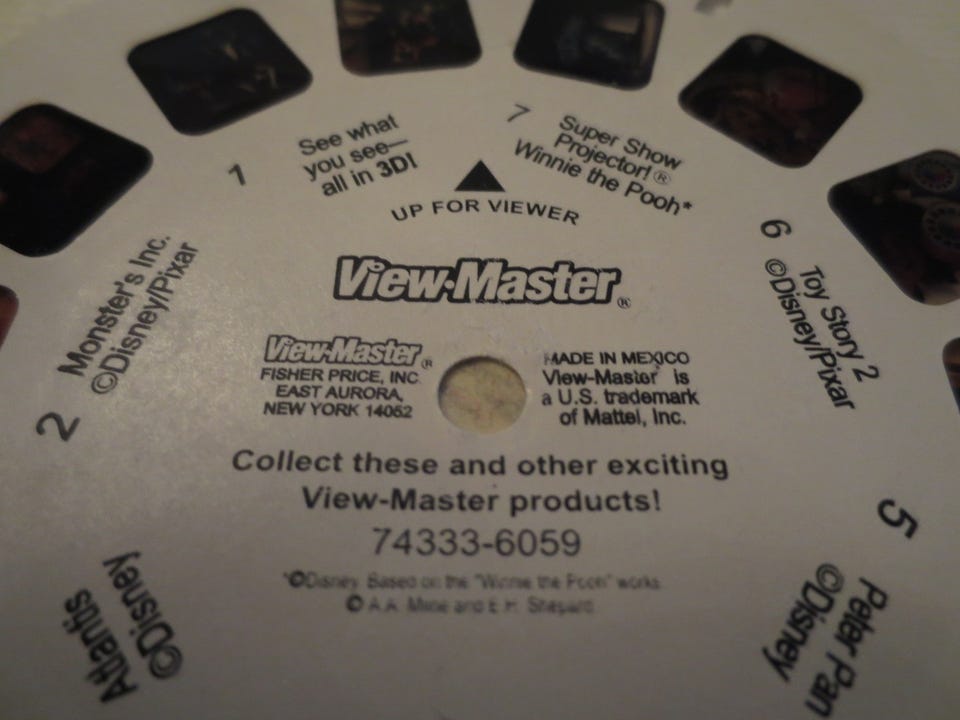 1
See what
you see—
all in 3D!
7
Super Show
Projector!®
Winnie the Pooh*
UP FOR VIEWER
View-Master®
2
Monster's Inc.
©Disney/Pixar
6
Toy Story 2
©Disney/Pixar
View-Master®
FISHER PRICE, INC
EAST AURORA,
NEW YORK 14052
MADE IN MEXICO
View-Master® is
a U.S. trademark
of Mattel, Inc.
Collect these and other exciting
View-Master products!
74333-6059
*©Disney. Based on the "Winnie the Pooh" works
© A.A. Milne and E.H. Shepard.
Atlantis
©Disney
5
Peter Pan
©Disney